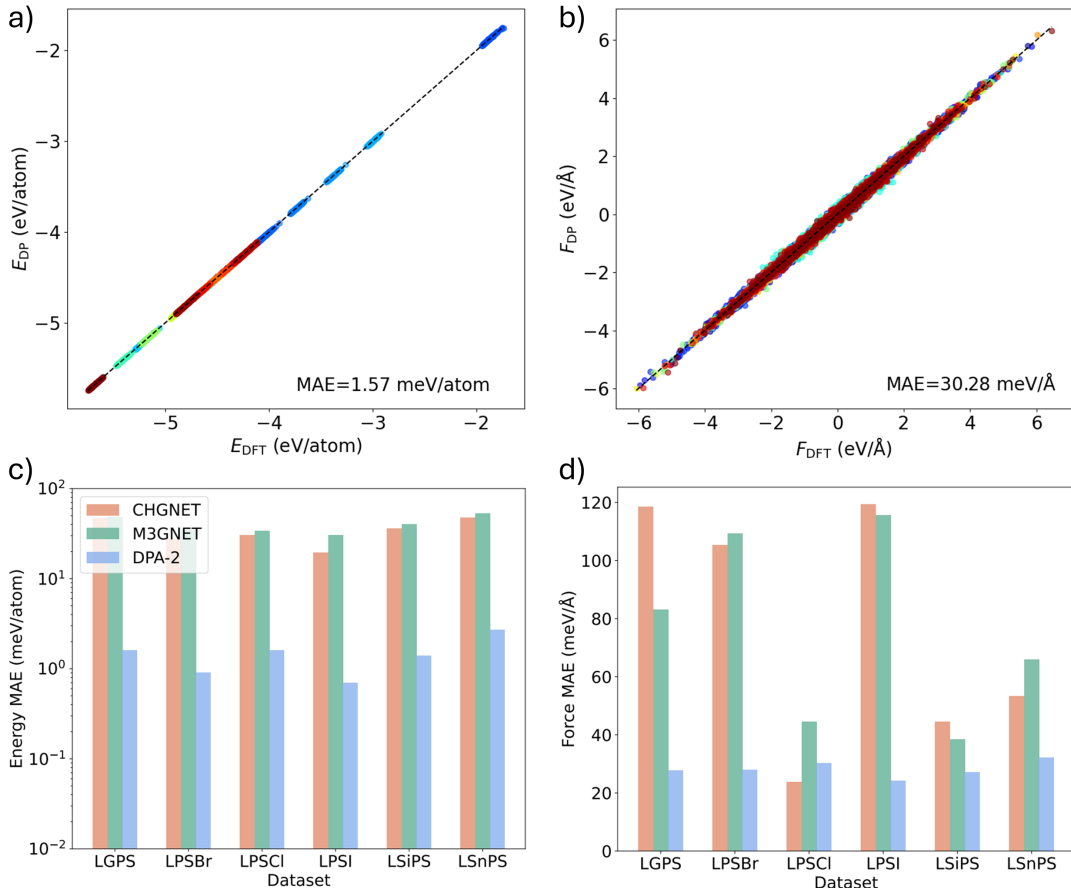 a)
−2
−3
−4
−5
E_DP (eV/atom)
MAE=1.57 meV/atom
−5
−4
−3
−2
E_DFT (eV/atom)
b)
6
4
2
0
−2
−4
−6
F_DP (eV/Å)
MAE=30.28 meV/Å
−6
−4
−2
0
2
4
6
F_DFT (eV/Å)
c)
10^2
10^1
10^0
10^−1
10^−2
Energy MAE (meV/atom)
CHGNET
M3GNET
DPA-2
LGPS
LPSBr
LPSCl
LPSI
LSiPS
LSnPS
Dataset
d)
120
100
80
60
40
20
0
Force MAE (meV/Å)
LGPS
LPSBr
LPSCl
LPSI
LSiPS
LSnPS
Dataset